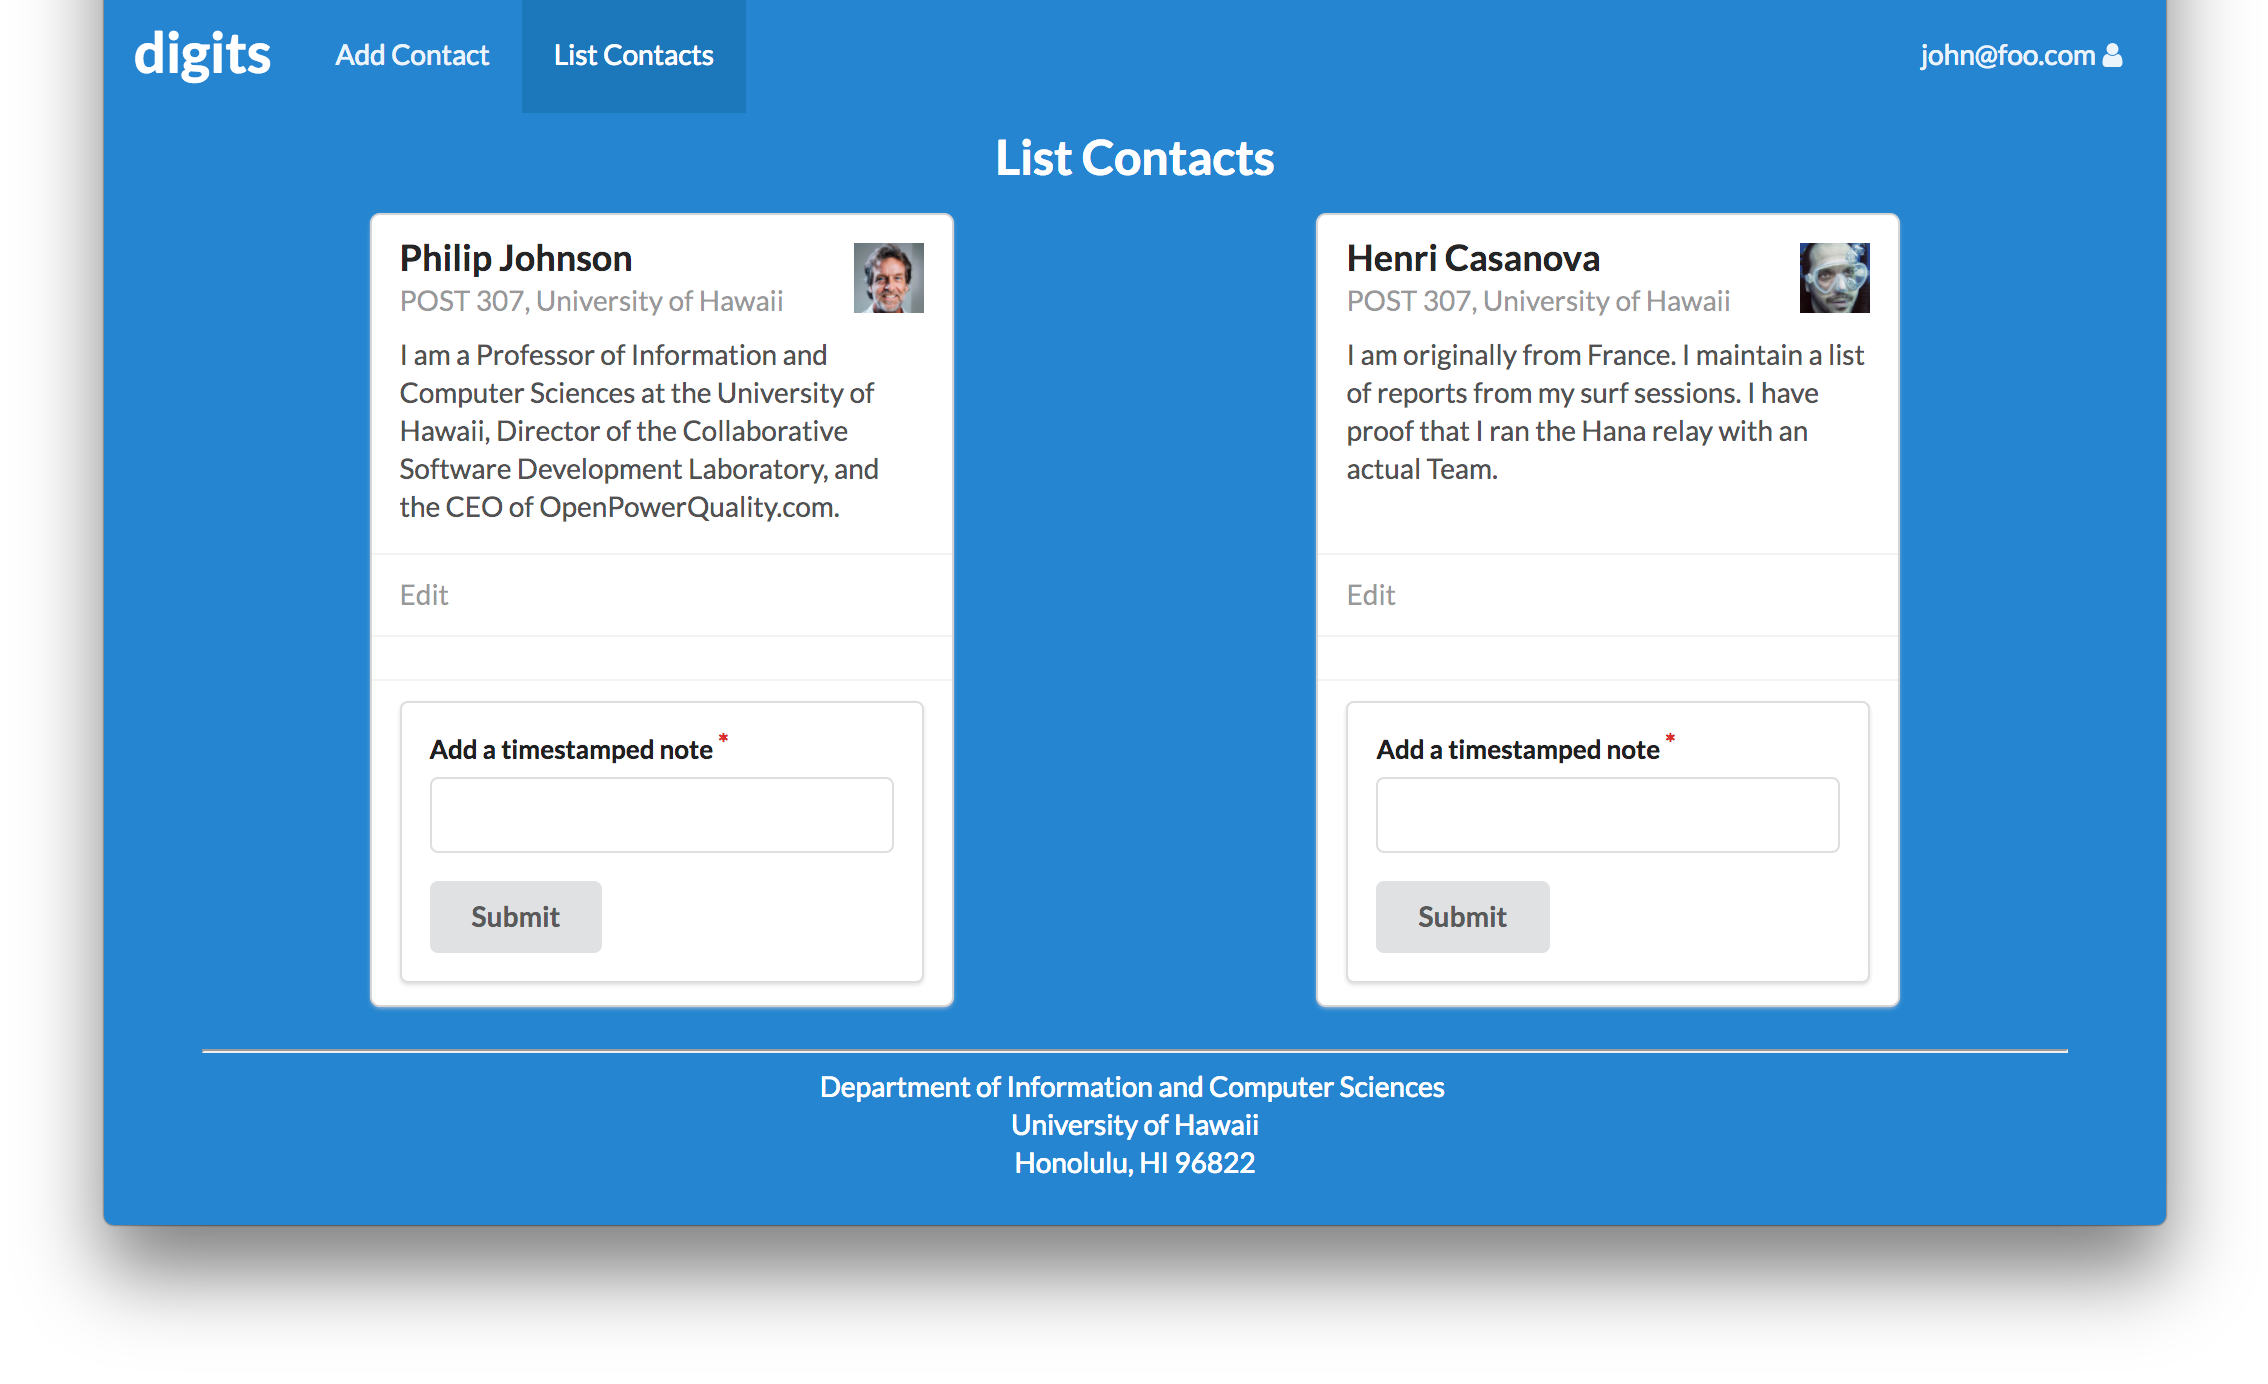 digits
Add Contact
List Contacts
john@foo.com
List Contacts
Philip Johnson
POST 307, University of Hawaii
I am a Professor of Information and
Computer Sciences at the University of
Hawaii, Director of the Collaborative
Software Development Laboratory, and
the CEO of OpenPowerQuality.com.
Edit
Add a timestamped note *
Submit
Henri Casanova
POST 307, University of Hawaii
I am originally from France. I maintain a list
of reports from my surf sessions. I have
proof that I ran the Hana relay with an
actual Team.
Edit
Add a timestamped note *
Submit
Department of Information and Computer Sciences
University of Hawaii
Honolulu, HI 96822